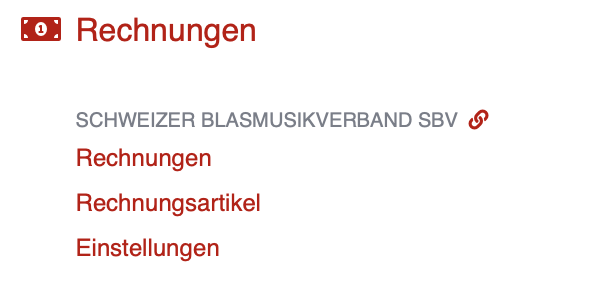 Rechnungen
SCHWEIZER BLASMUSIKVERBAND SBV
Rechnungen
Rechnungsartikel
Einstellungen